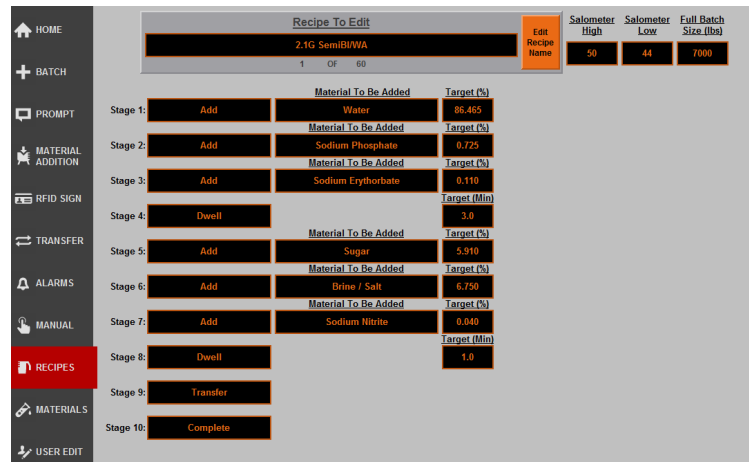 HOME
BATCH
PROMPT
MATERIAL
ADDITION
RFID SIGN
TRANSFER
ALARMS
MANUAL
RECIPES
MATERIALS
USER EDIT
Recipe To Edit
2.1G SemiBl/WA
1 OF 60
Edit
Recipe
Name
Salometer
High
50
Salometer
Low
44
Full Batch
Size (lbs)
7000
Material To Be Added Target (%)
Stage 1: Add Water 86.465
Material To Be Added Target (%)
Stage 2: Add Sodium Phosphate 0.725
Material To Be Added Target (%)
Stage 3: Add Sodium Erythorbate 0.110
Target (Min)
Stage 4: Dwell 3.0
Material To Be Added Target (%)
Stage 5: Add Sugar 5.910
Material To Be Added Target (%)
Stage 6: Add Brine / Salt 6.750
Material To Be Added Target (%)
Stage 7: Add Sodium Nitrite 0.040
Target (Min)
Stage 8: Dwell 1.0
Stage 9: Transfer
Stage 10: Complete